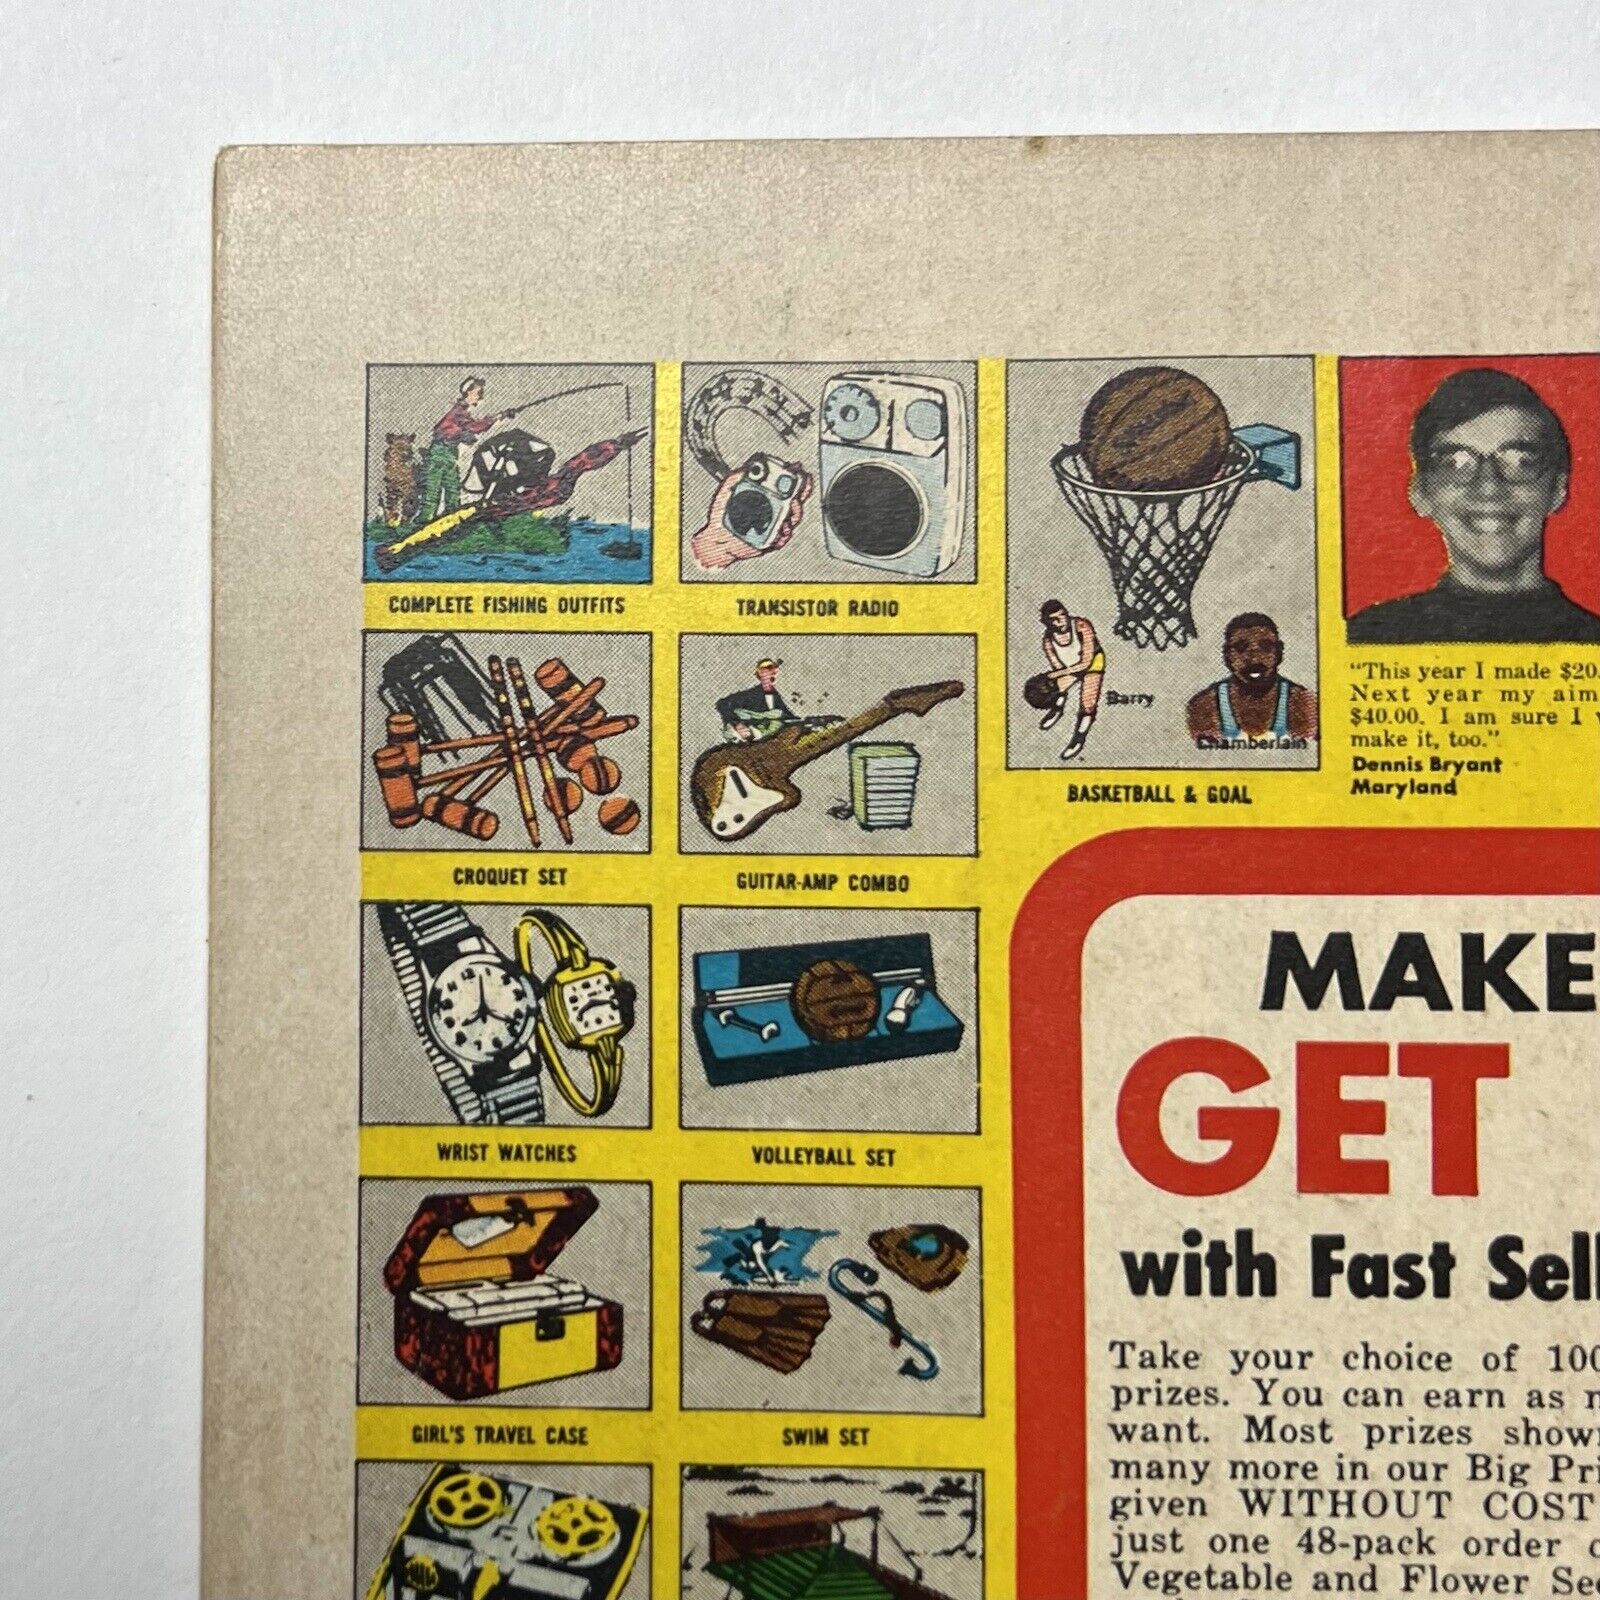 COMPLETE FISHING OUTFITS
TRANSISTOR RADIO
Barry
Chamberlain
BASKETBALL & GOAL
"This year I made $20.
Next year my aim
$40.00. I am sure I
make it, too."
Dennis Bryant
Maryland
CROQUET SET
GUITAR-AMP COMBO
WRIST WATCHES
VOLLEYBALL SET
GIRL'S TRAVEL CASE
SWIM SET
MAKE
GET
with Fast Sell
Take your choice of 100
prizes. You can earn as
want. Most prizes shown
many more in our Big Pri
given WITHOUT COST
just one 48-pack order
Vegetable and Flower See